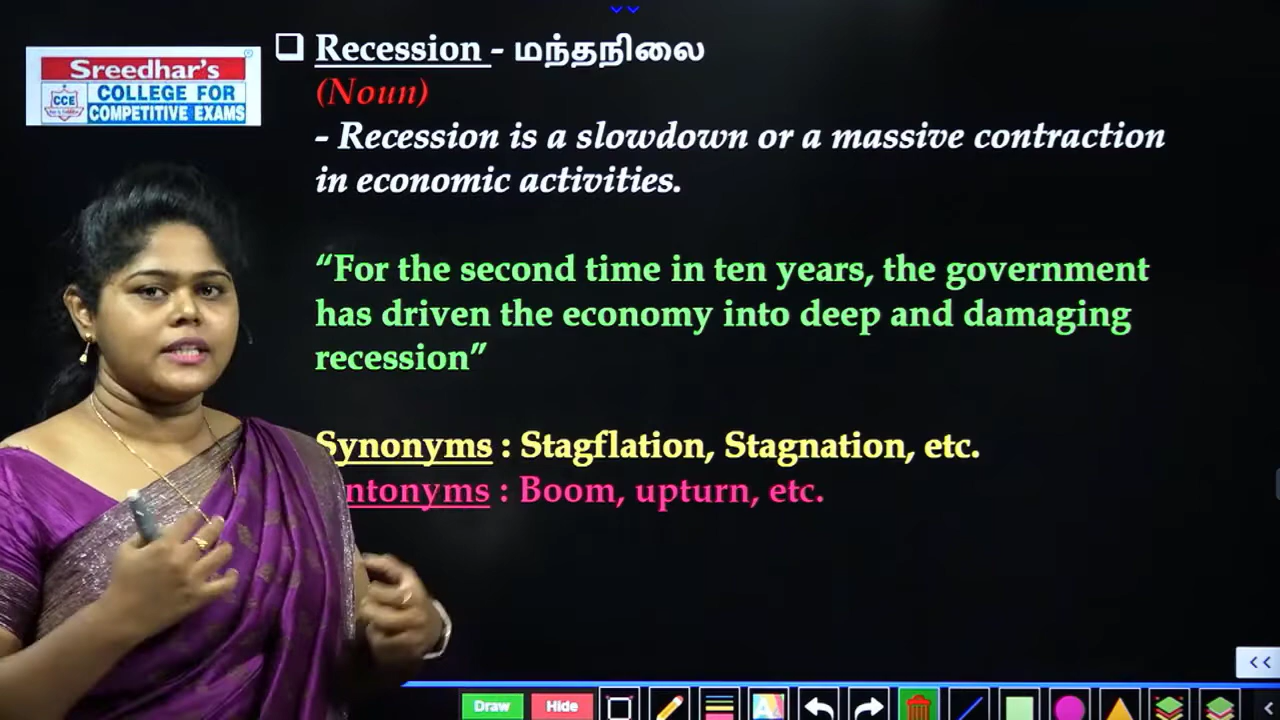 Sreedhar's
CCE
COLLEGE FOR
COMPETITIVE EXAMS
❑ Recession - மந்தநிலை
(Noun)
- Recession is a slowdown or a massive contraction
in economic activities.
“For the second time in ten years, the government
has driven the economy into deep and damaging
recession”
Synonyms : Stagflation, Stagnation, etc.
ntonyms : Boom, upturn, etc.
Draw Hide